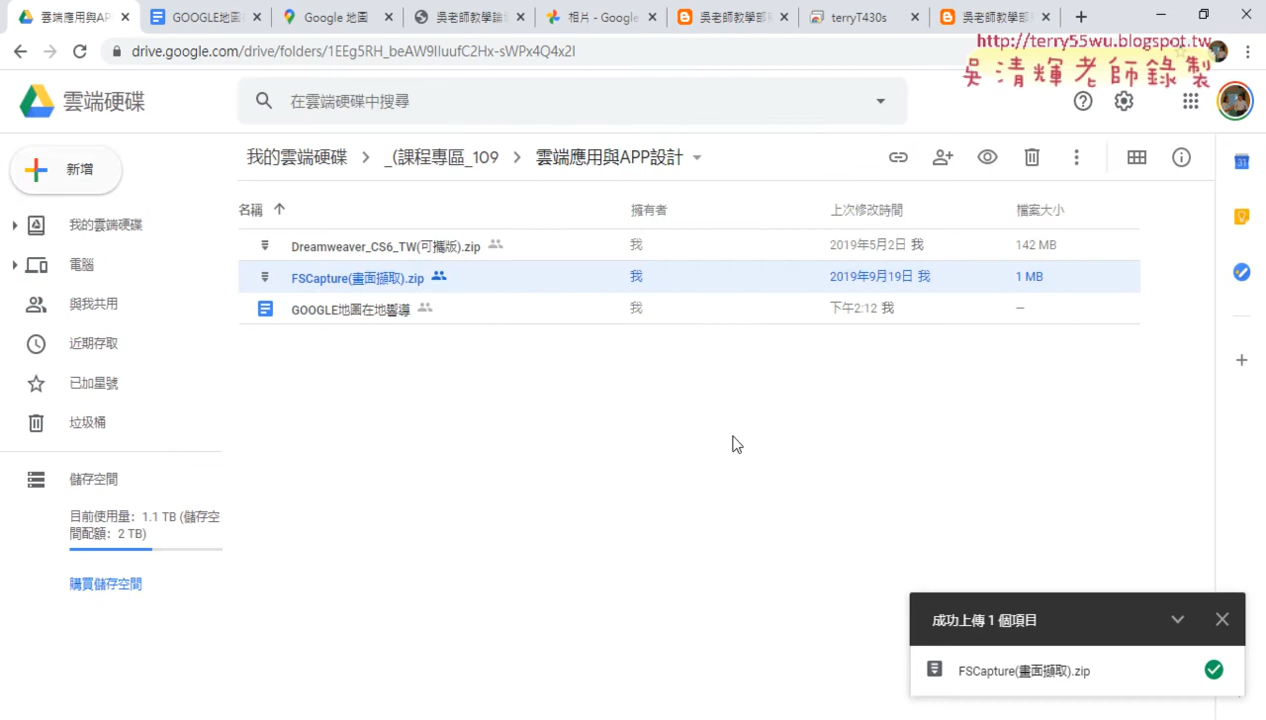 雲端應用與AP
GOOGLE地圖
Google 地圖
吳老師教學論
相片 - Google
吳老師教學部
terryT430s
吳老師教學部
drive.google.com/drive/folders/1EEg5RH_beAW9IIuufC2Hx-sWPx4Q4x2I
http://terry55wu.blogspot.tw
吳清輝老師錄製
雲端硬碟
在雲端硬碟中搜尋
新增
我的雲端硬碟
_(課程專區_109
雲端應用與APP設計
名稱
擁有者
上次修改時間
檔案大小
Dreamweaver_CS6_TW(可攜版).zip
我
2019年5月2日 我
142 MB
FSCapture(畫面擷取).zip
我
2019年9月19日 我
1 MB
GOOGLE地圖在地嚮導
我
下午2:12 我
–
我的雲端硬碟
電腦
與我共用
近期存取
已加星號
垃圾桶
儲存空間
目前使用量：1.1 TB (儲存空
間配額：2 TB)
購買儲存空間
31
成功上傳 1 個項目
FSCapture(畫面擷取).zip